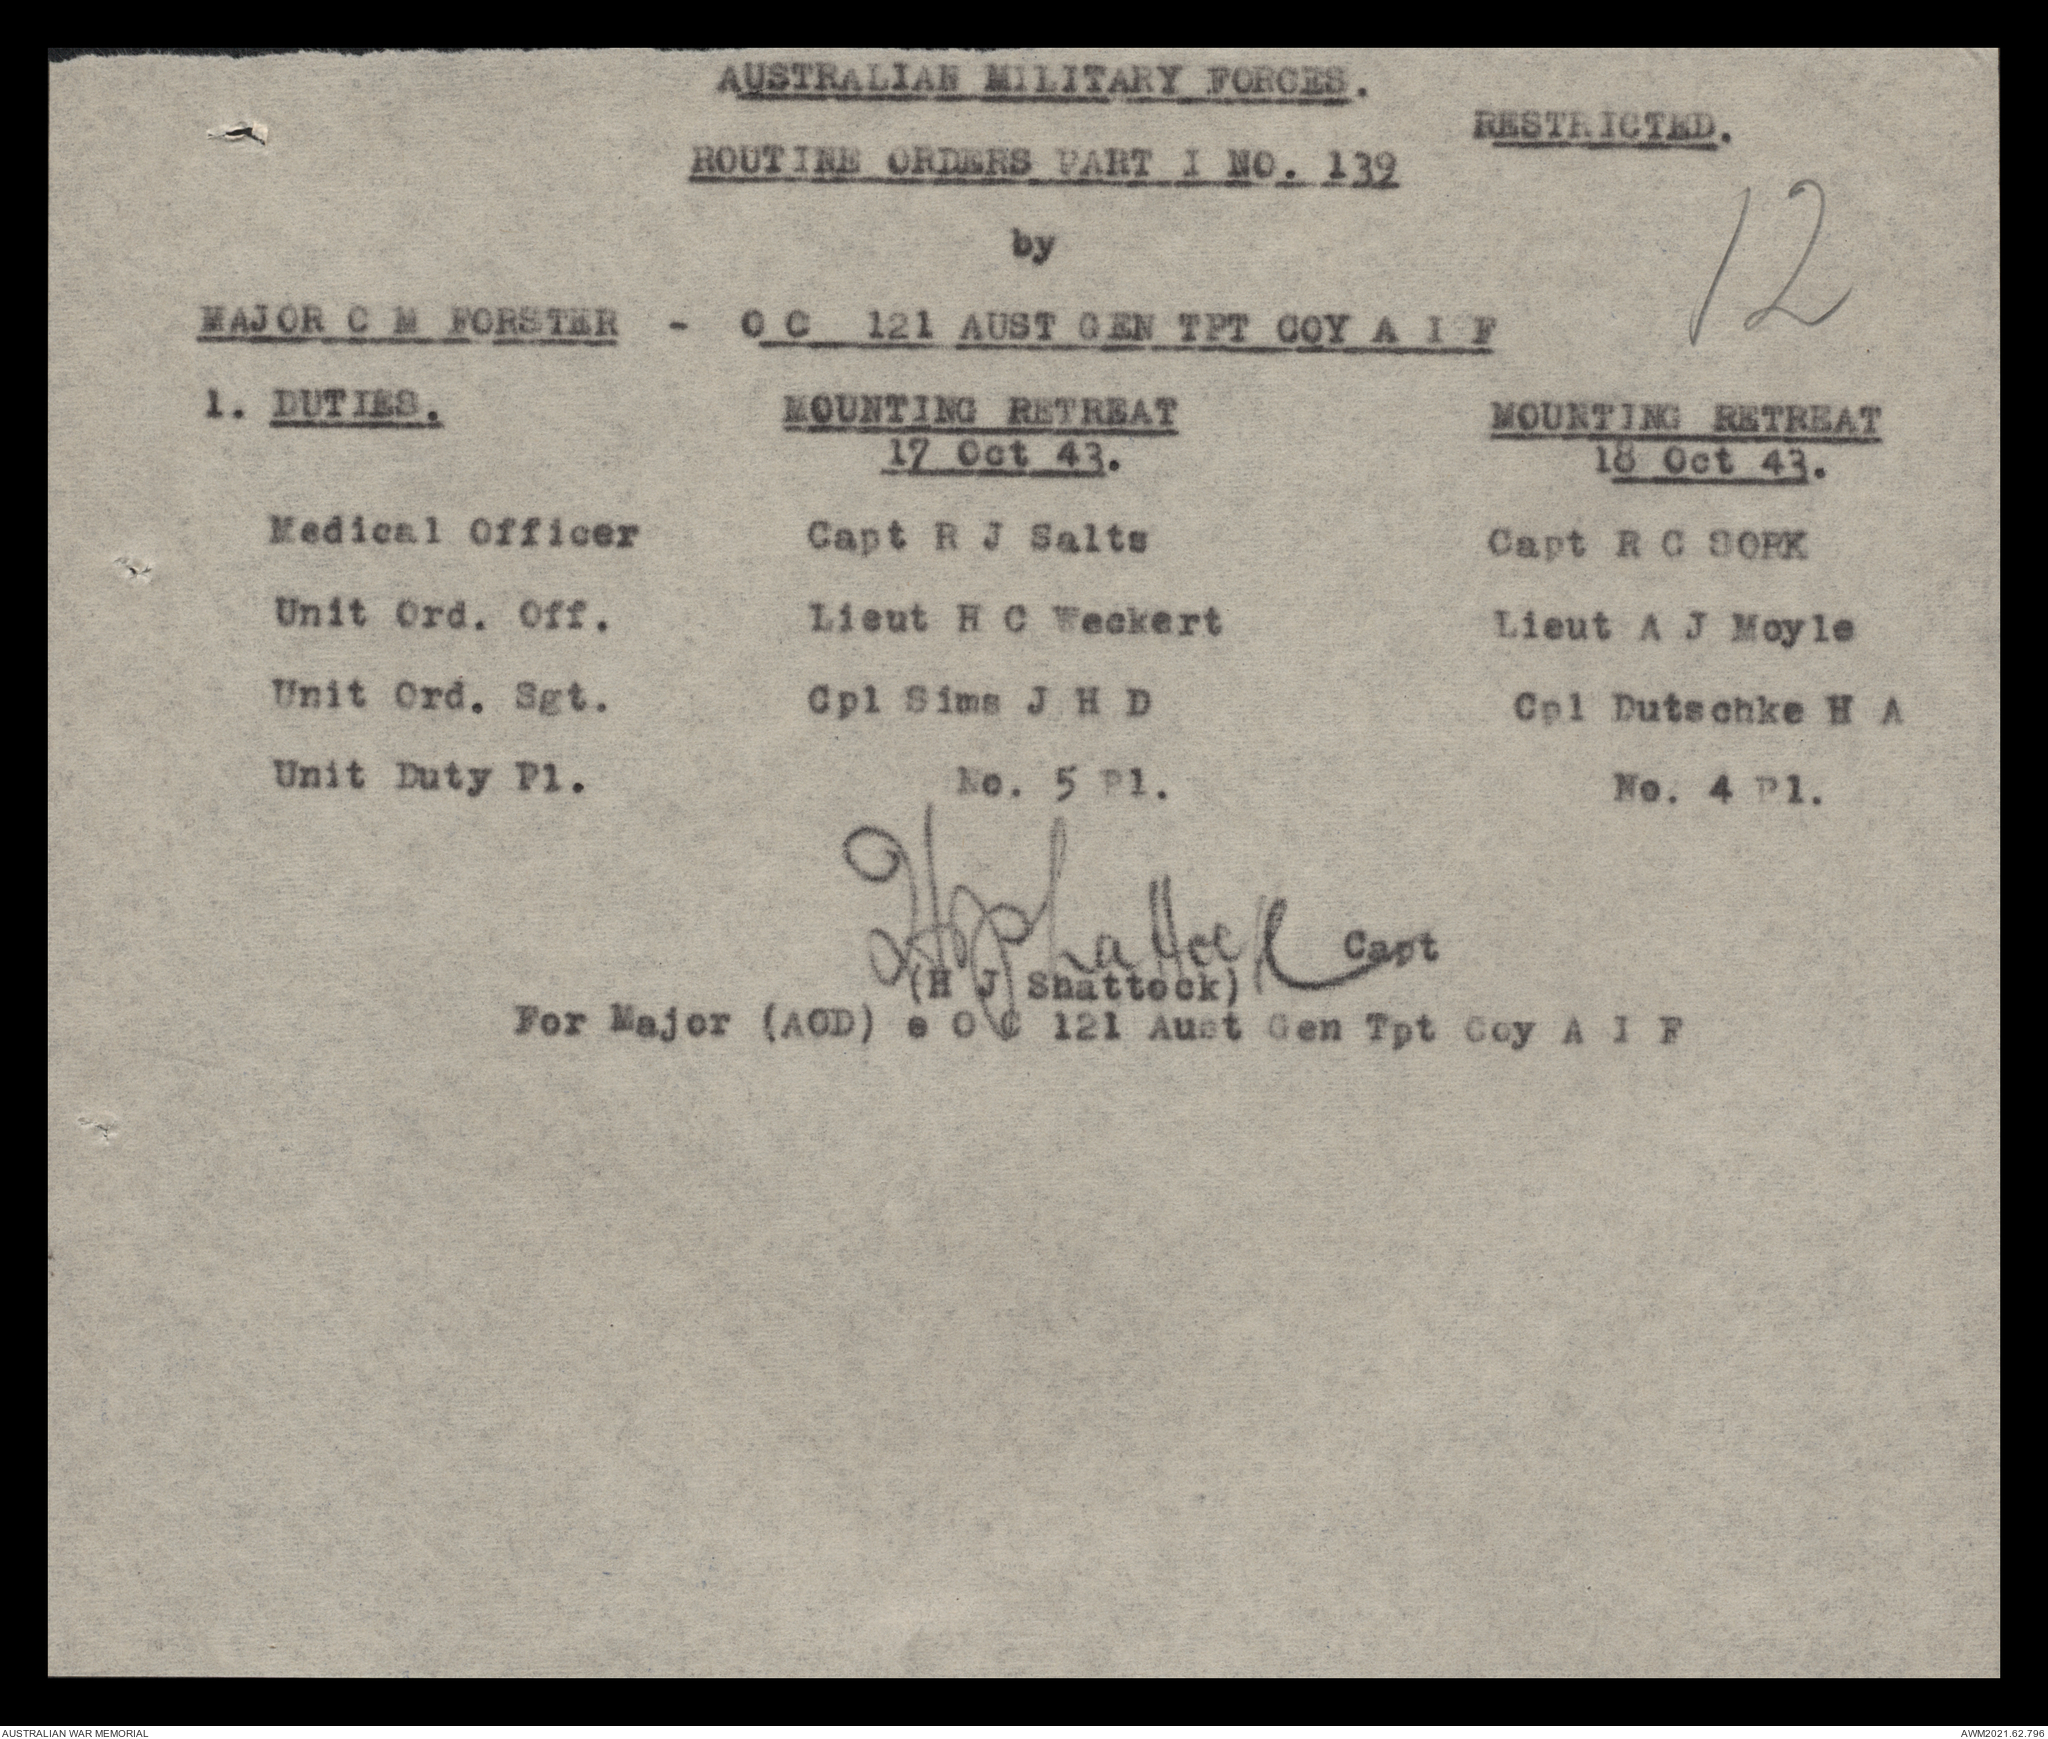 AUSTRALIAN MILITARY FORCES.
RESTRICTED.
ROUTINE ORDERS PART I NO. 139
12
by
MAJOR C M FORSTER - O C 121 AUST GEN TPT COY A I F
1. DUTIES. MOUNTING RETREAT MOUNTING RETREAT
17 Oct 43. 18 Oct 43.
Medical Officer Capt R J Salts Capt R C SORK
Unit Ord. Off. Lieut H C Weckert Lieut A J Moyle
Unit Ord. Sgt. Cpl Sims J H D Cpl Dutschke H A
Unit Duty Pl. No. 5 Pl. No. 4 Pl.
HJShattock Capt
(H J Shattock)
For Major (AOD) e O C 121 Aust Gen Tpt Coy A I F
AUSTRALIAN WAR MEMORIAL AWM2021.62.796